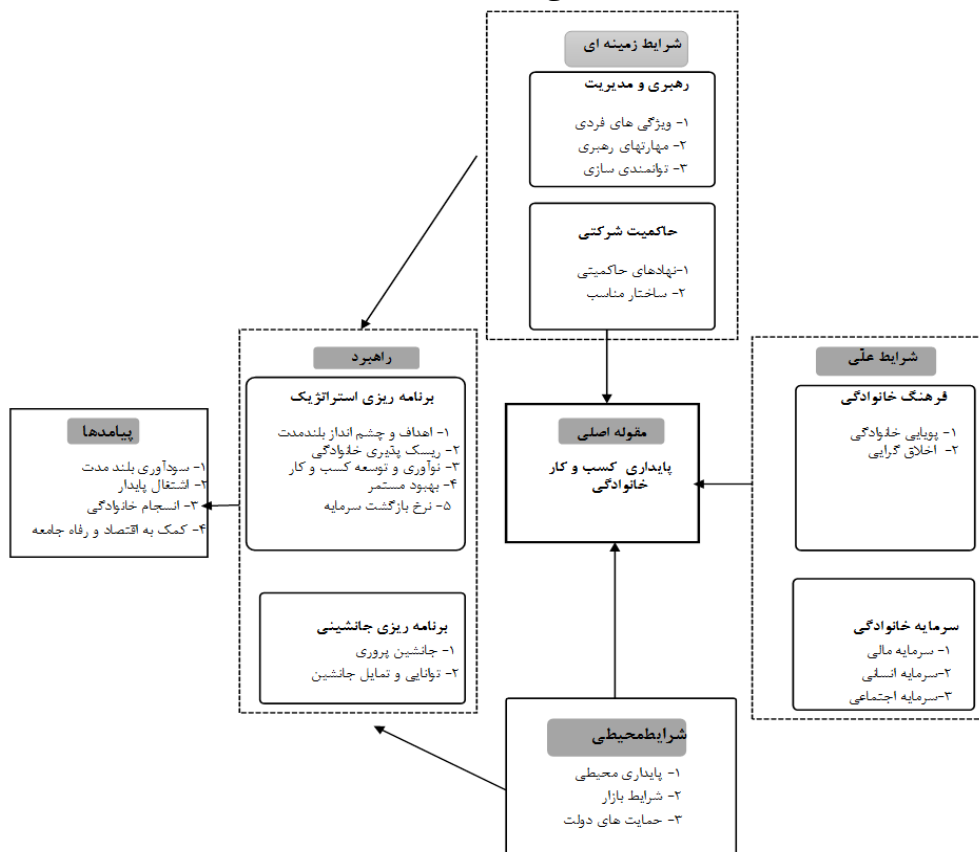 شرایط زمینه ای
رهبری و مدیریت
۱- ویژگی های فردی
۲- مهارتهای رهبری
۳- توانمندی سازی
حاکمیت شرکتی
۱-نهادهای حاکمیتی
۲- ساختار مناسب
شرایط علّی
فرهنگ خانوادگی
۱- پویایی خانوادگی
۲- اخلاق گرایی
سرمایه خانوادگی
۱- سرمایه مالی
۲-سرمایه انسانی
۳-سرمایه اجتماعی
مقوله اصلی
پایداری کسب و کار
خانوادگی
شرایطمحیطی
۱- پایداری محیطی
۲- شرایط بازار
۳- حمایت های دولت
راهبرد
برنامه ریزی استراتژیک
۱- اهداف و چشم انداز بلندمدت
۲- ریسک پذیری خانوادگی
۳- نوآوری و توسعه کسب و کار
۴- بهبود مستمر
۵- نرخ بازگشت سرمایه
برنامه ریزی جانشینی
۱- جانشین پروری
۲- توانایی و تمایل جانشین
پیامدها
۱- سودآوری بلند مدت
۲- اشتغال پایدار
۳- انسجام خانوادگی
۴- کمک به اقتصاد و رفاه جامعه